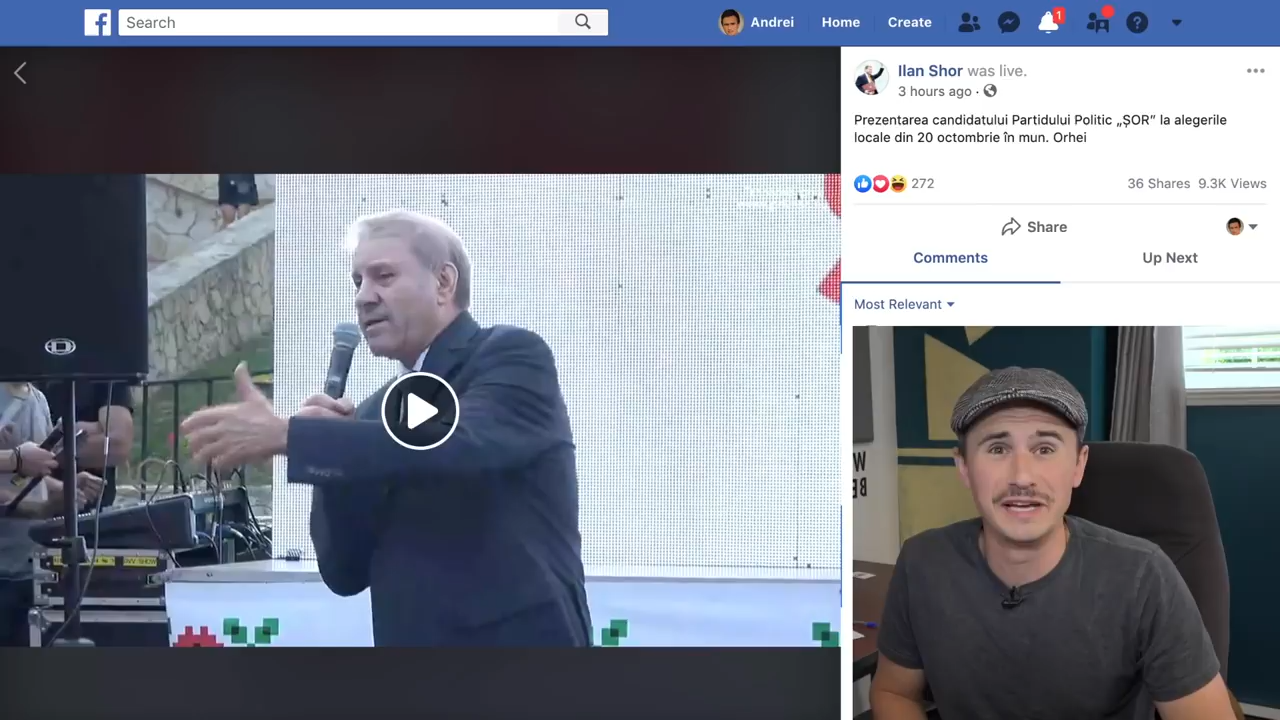 Search
Andrei
Home
Create
1
Ilan Shor was live.
3 hours ago ·
Prezentarea candidatului Partidului Politic „ȘOR” la alegerile
locale din 20 octombrie în mun. Orhei
272
36 Shares 9.3K Views
Share
Comments
Up Next
Most Relevant